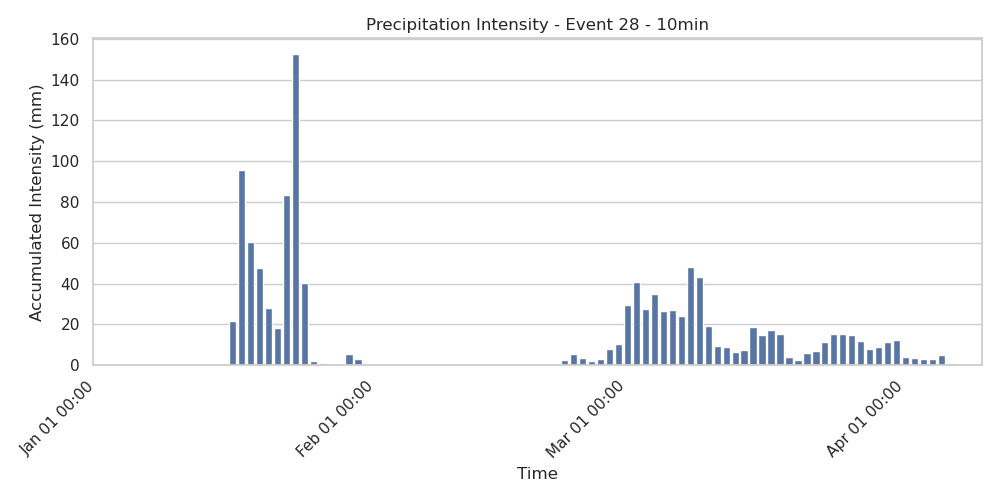 Precipitation Intensity - Event 28 - 10min
Accumulated Intensity (mm)
160
140
120
100
80
60
40
20
0
Jan 01 00:00
Feb 01 00:00
Mar 01 00:00
Apr 01 00:00
Time